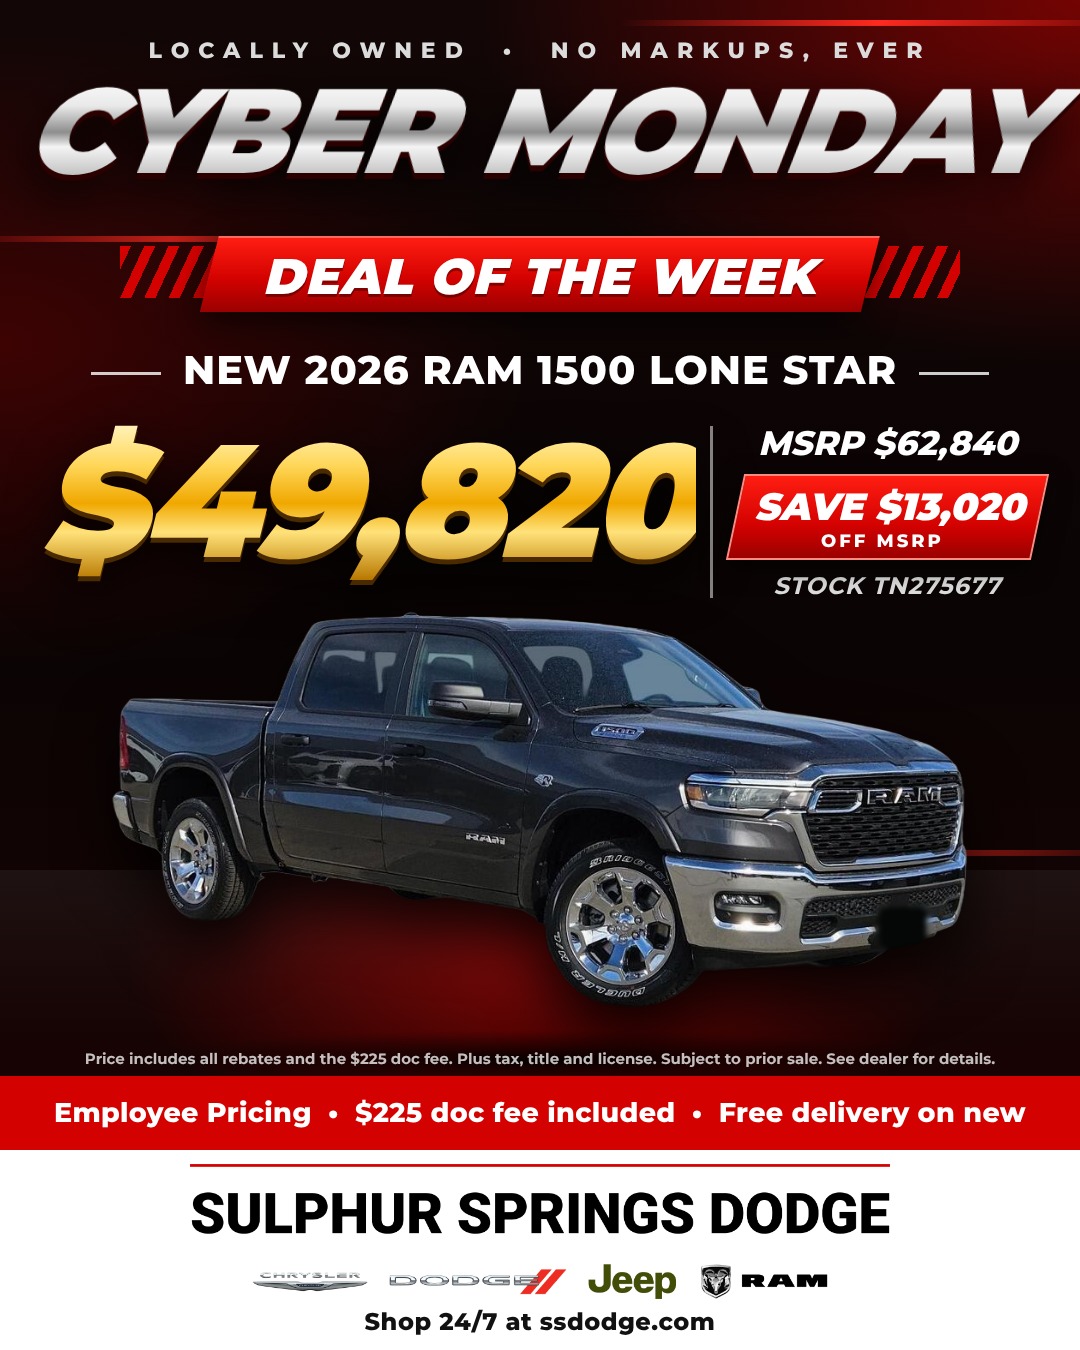 LOCALLY OWNED • NO MARKUPS, EVER
CYBER MONDAY
DEAL OF THE WEEK
NEW 2026 RAM 1500 LONE STAR
$49,820
MSRP $62,840
SAVE $13,020
OFF MSRP
STOCK TN275677
1500
RAM
RAM
BRIDGEST
DUELER H/L
Price includes all rebates and the $225 doc fee. Plus tax, title and license. Subject to prior sale. See dealer for details.
Employee Pricing • $225 doc fee included • Free delivery on new
SULPHUR SPRINGS DODGE
CHRYSLER DODGE Jeep RAM
Shop 24/7 at ssdodge.com